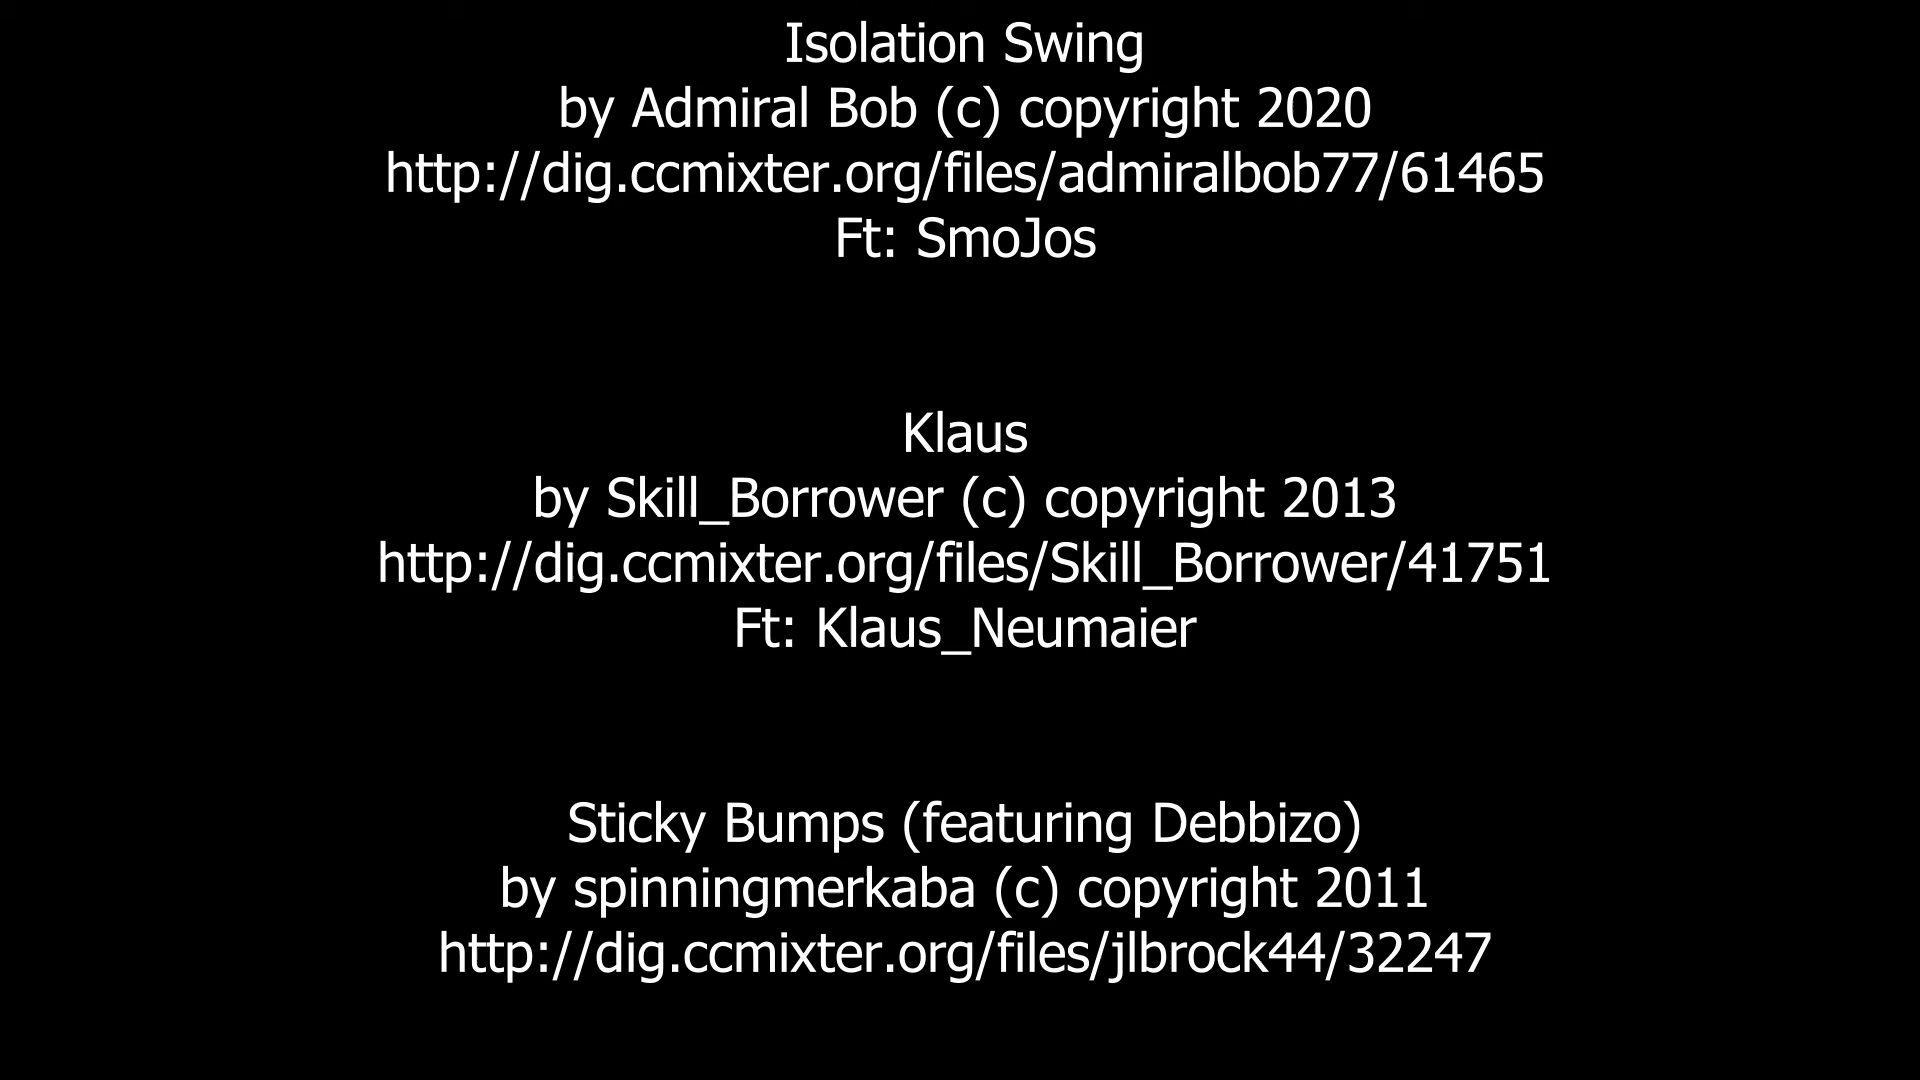 Isolation Swing
by Admiral Bob (c) copyright 2020
http://dig.ccmixter.org/files/admiralbob77/61465
Ft: SmoJos
Klaus
by Skill_Borrower (c) copyright 2013
http://dig.ccmixter.org/files/Skill_Borrower/41751
Ft: Klaus_Neumaier
Sticky Bumps (featuring Debbizo)
by spinningmerkaba (c) copyright 2011
http://dig.ccmixter.org/files/jlbrock44/32247